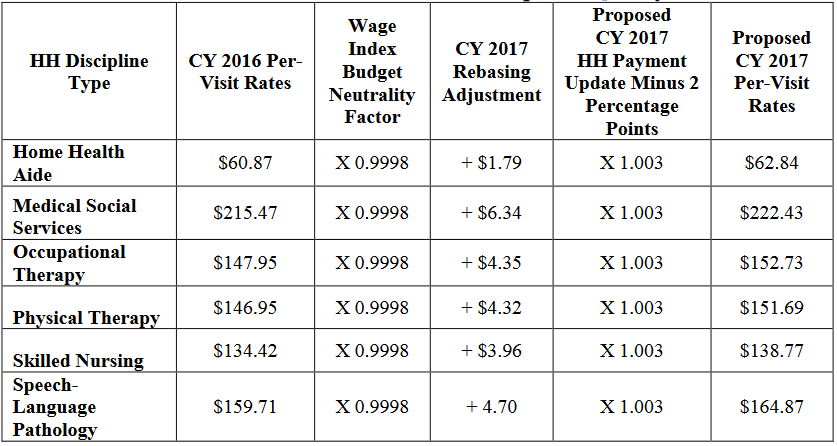 HH Discipline Type
CY 2016 Per-Visit Rates
Wage Index Budget Neutrality Factor
CY 2017 Rebasing Adjustment
Proposed CY 2017 HH Payment Update Minus 2 Percentage Points
Proposed CY 2017 Per-Visit Rates
Home Health Aide
$60.87
X 0.9998
+ $1.79
X 1.003
$62.84
Medical Social Services
$215.47
X 0.9998
+ $6.34
X 1.003
$222.43
Occupational Therapy
$147.95
X 0.9998
+ $4.35
X 1.003
$152.73
Physical Therapy
$146.95
X 0.9998
+ $4.32
X 1.003
$151.69
Skilled Nursing
$134.42
X 0.9998
+ $3.96
X 1.003
$138.77
Speech-Language Pathology
$159.71
X 0.9998
+ 4.70
X 1.003
$164.87